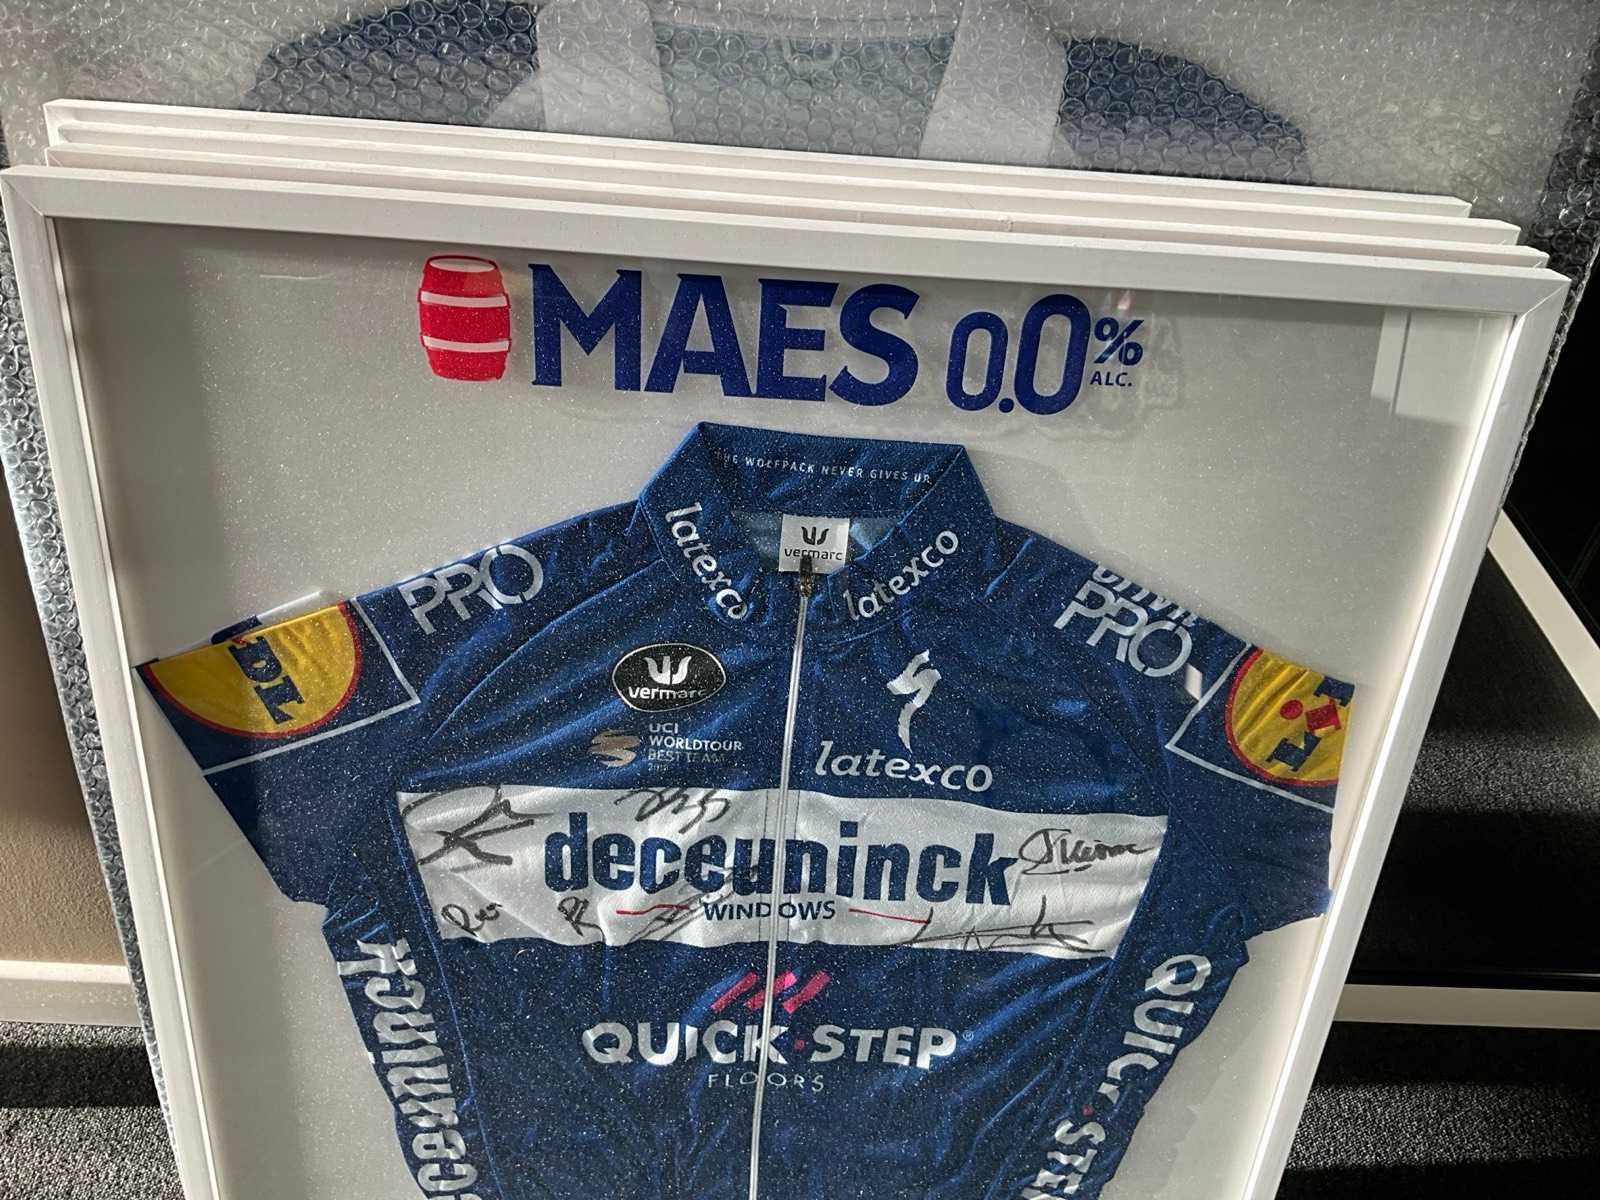 MAES 0.0%
ALC.
THE WOLFPACK NEVER GIVES UP
latexco
latexco
vermarc
PRO
PRO
LIDL
vermarc
UCI
WORLDTOUR
BEST TEAM
latexco
deceuninck
WINDOWS
QUICK·STEP®
FLOORS
deceuninck
QUICK·STEP